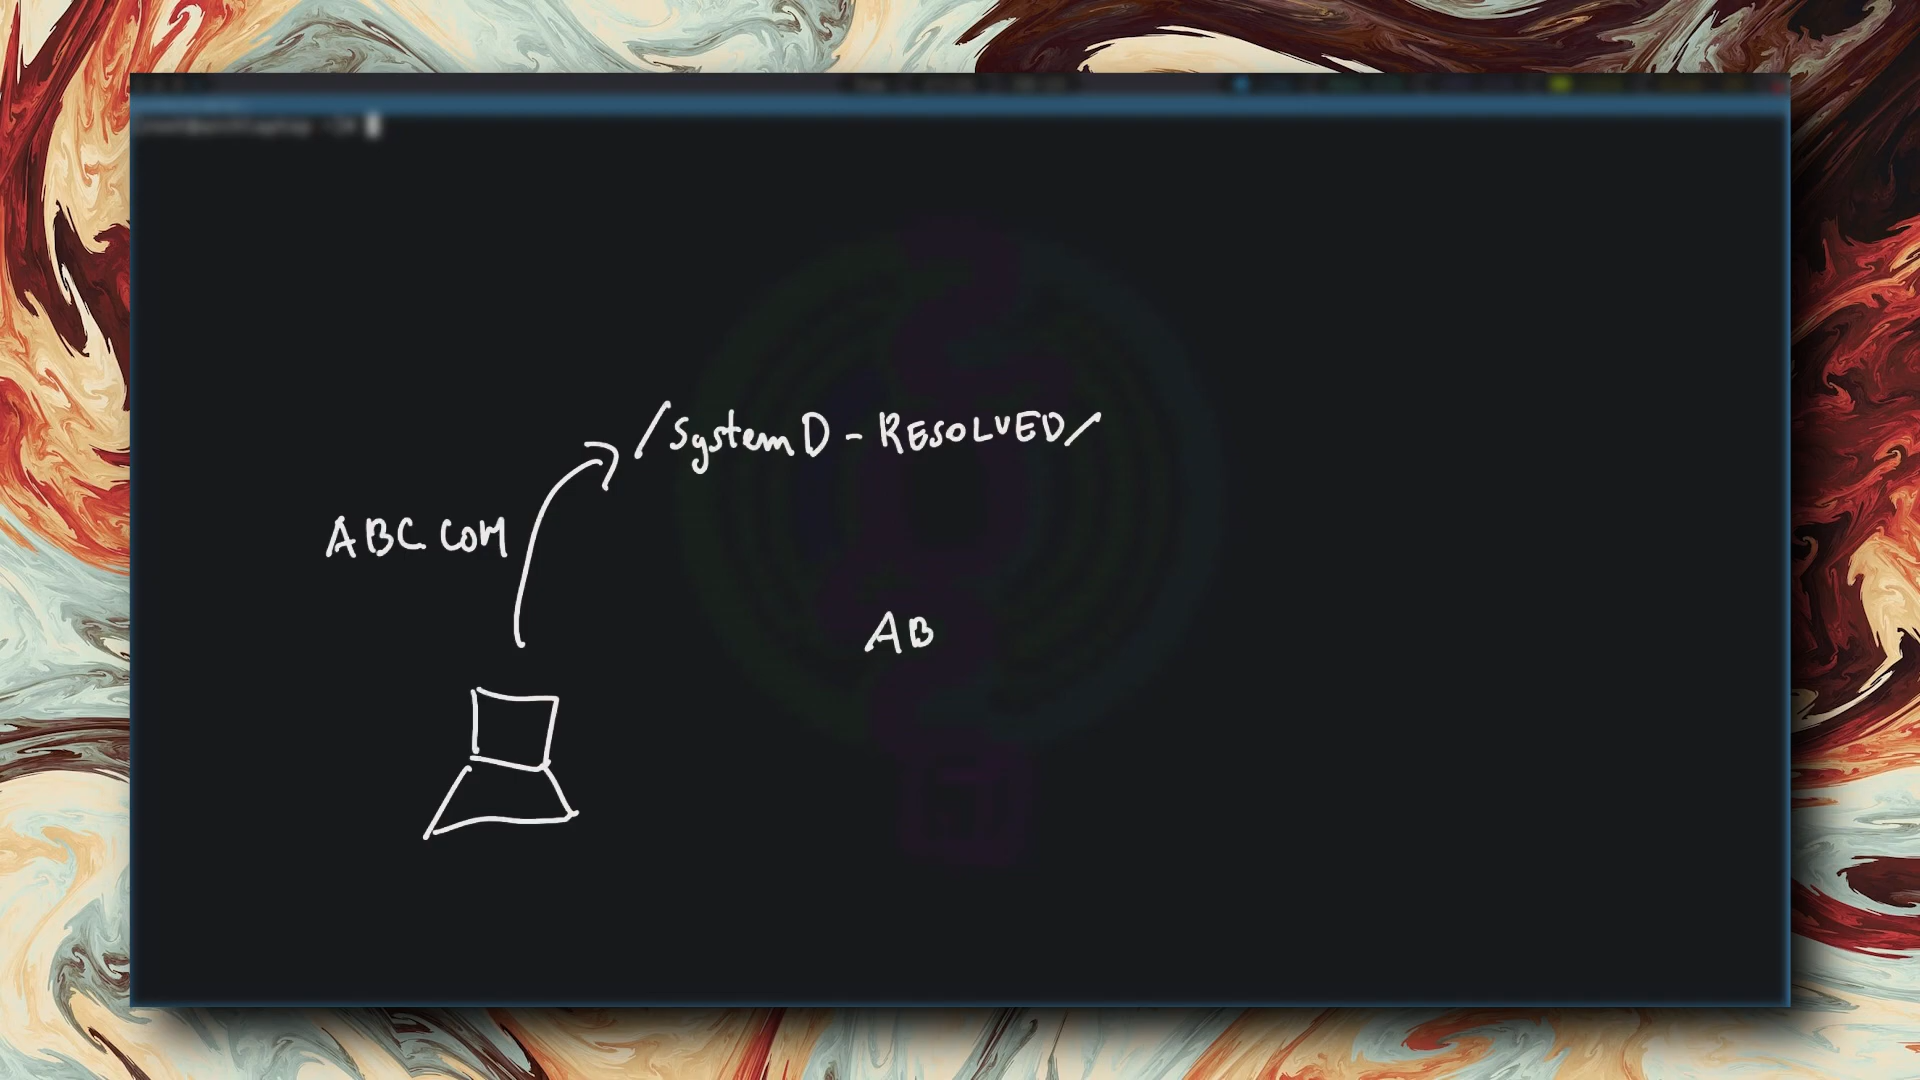 /SystemD - RESOLVED/
ABC COM
AB